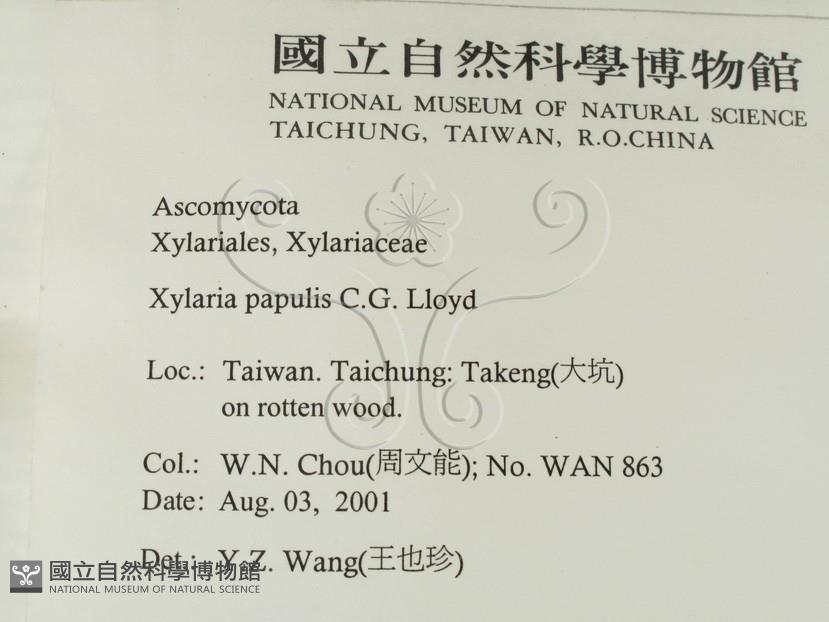 國立自然科學博物館
NATIONAL MUSEUM OF NATURAL SCIENCE
TAICHUNG, TAIWAN, R.O.CHINA
Ascomycota
Xylariales, Xylariaceae
Xylaria papulis C.G. Lloyd
Loc.: Taiwan. Taichung: Takeng(大坑)
on rotten wood.
Col.: W.N. Chou(周文能); No. WAN 863
Date: Aug. 03, 2001
Det.: Y.Z. Wang(王也珍)
國立自然科學博物館
NATIONAL MUSEUM OF NATURAL SCIENCE